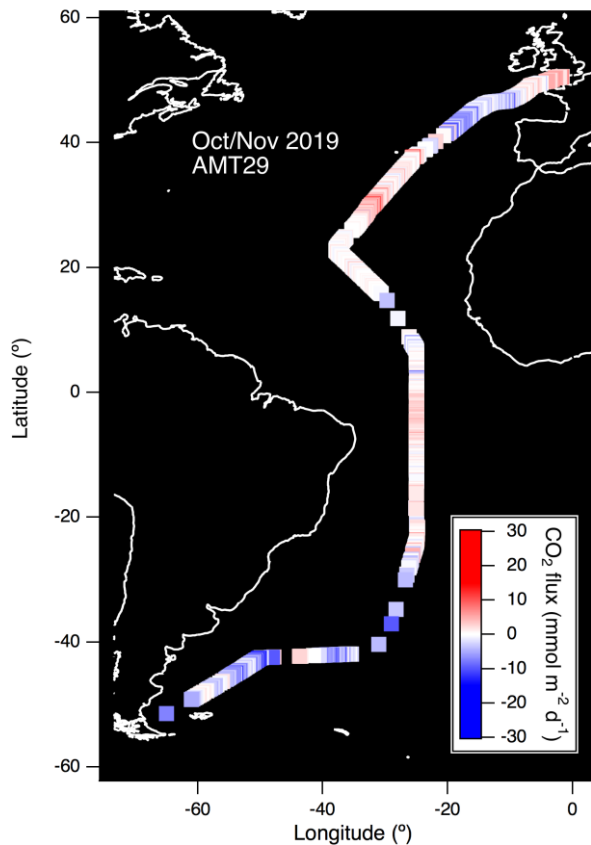 60
40
20
0
-20
-40
-60
Latitude (º)
Oct/Nov 2019
AMT29
30
20
10
0
-10
-20
-30
CO₂ flux (mmol m⁻² d⁻¹)
-60 -40 -20 0
Longitude (º)